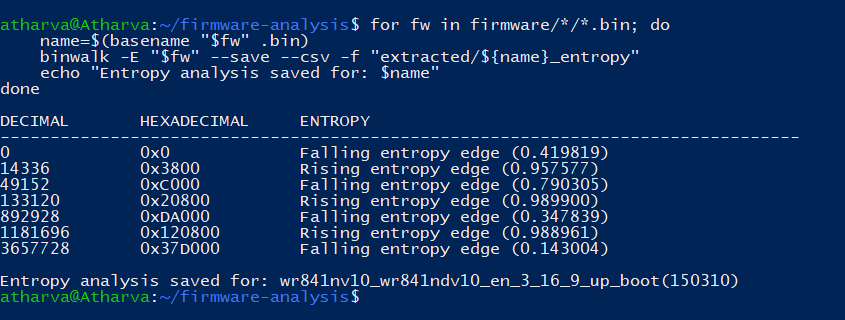 atharva@Atharva:~/firmware-analysis$ for fw in firmware/*/*.bin; do
    name=$(basename "$fw" .bin)
    binwalk -E "$fw" --save --csv -f "extracted/${name}_entropy"
    echo "Entropy analysis saved for: $name"
done

DECIMAL       HEXADECIMAL     ENTROPY
--------------------------------------------------------------------------------
0             0x0             Falling entropy edge (0.419819)
14336         0x3800          Rising entropy edge (0.957577)
49152         0xC000          Falling entropy edge (0.790305)
133120        0x20800         Rising entropy edge (0.989900)
892928        0xDA000         Falling entropy edge (0.347839)
1181696       0x120800        Rising entropy edge (0.988961)
3657728       0x37D000        Falling entropy edge (0.143004)

Entropy analysis saved for: wr841nv10_wr841ndv10_en_3_16_9_up_boot(150310)
atharva@Atharva:~/firmware-analysis$